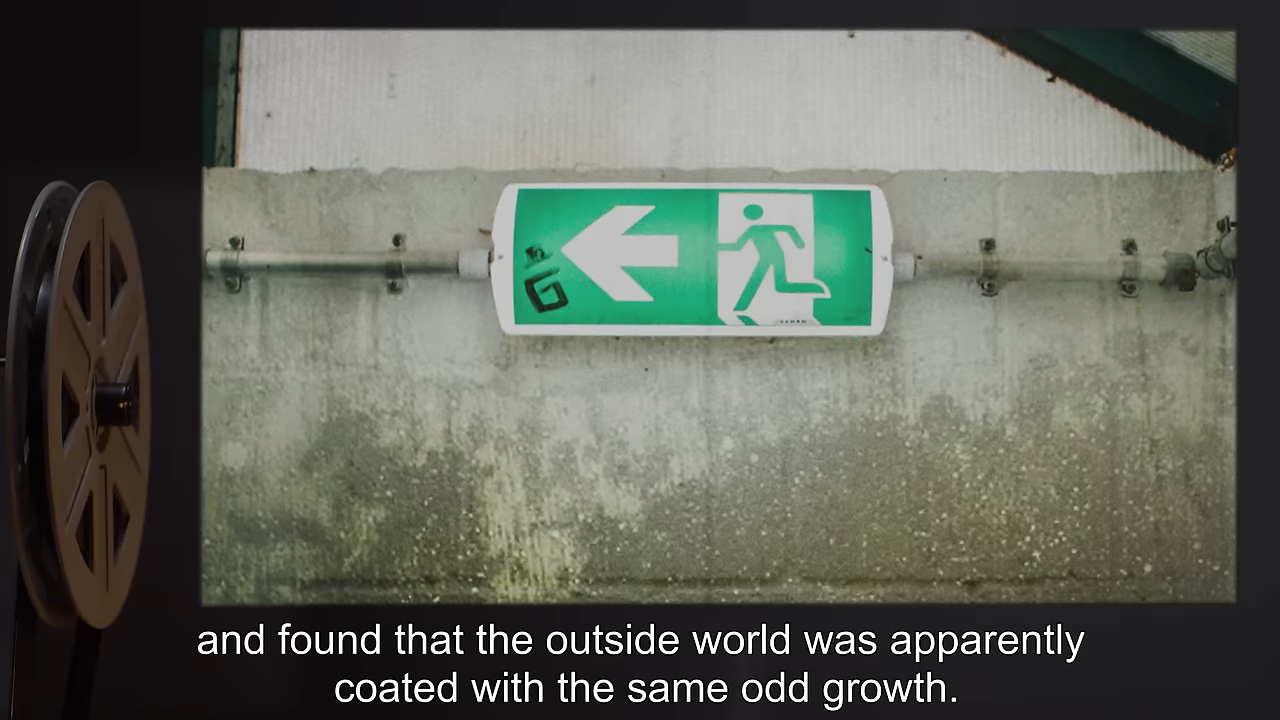 and found that the outside world was apparently
coated with the same odd growth.